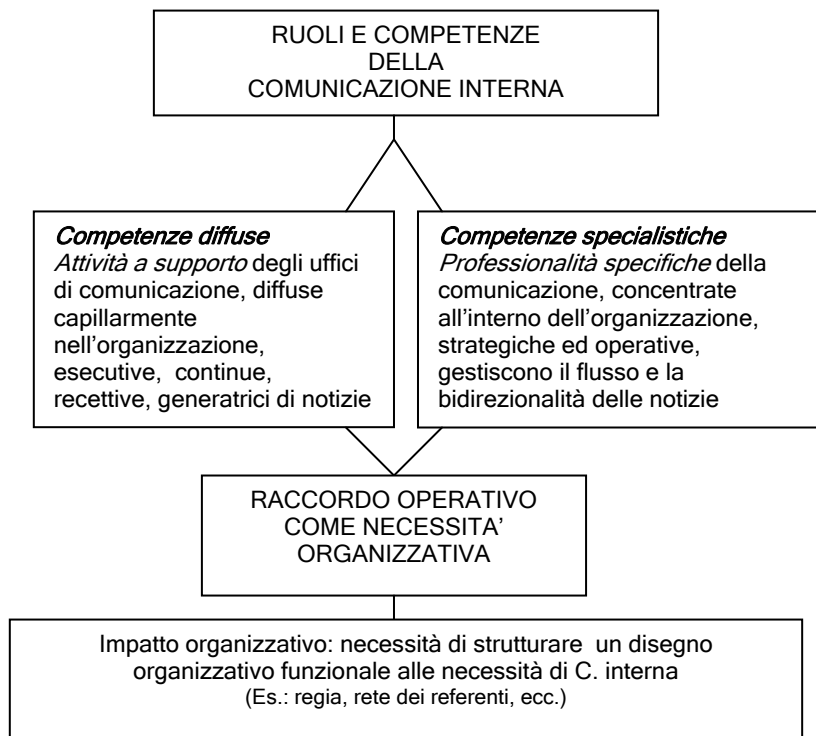 RUOLI E COMPETENZE
DELLA
COMUNICAZIONE INTERNA
Competenze diffuse
Attività a supporto degli uffici
di comunicazione, diffuse
capillarmente
nell’organizzazione,
esecutive, continue,
recettive, generatrici di notizie
Competenze specialistiche
Professionalità specifiche della
comunicazione, concentrate
all’interno dell’organizzazione,
strategiche ed operative,
gestiscono il flusso e la
bidirezionalità delle notizie
RACCORDO OPERATIVO
COME NECESSITA’
ORGANIZZATIVA
Impatto organizzativo: necessità di strutturare un disegno
organizzativo funzionale alle necessità di C. interna
(Es.: regia, rete dei referenti, ecc.)